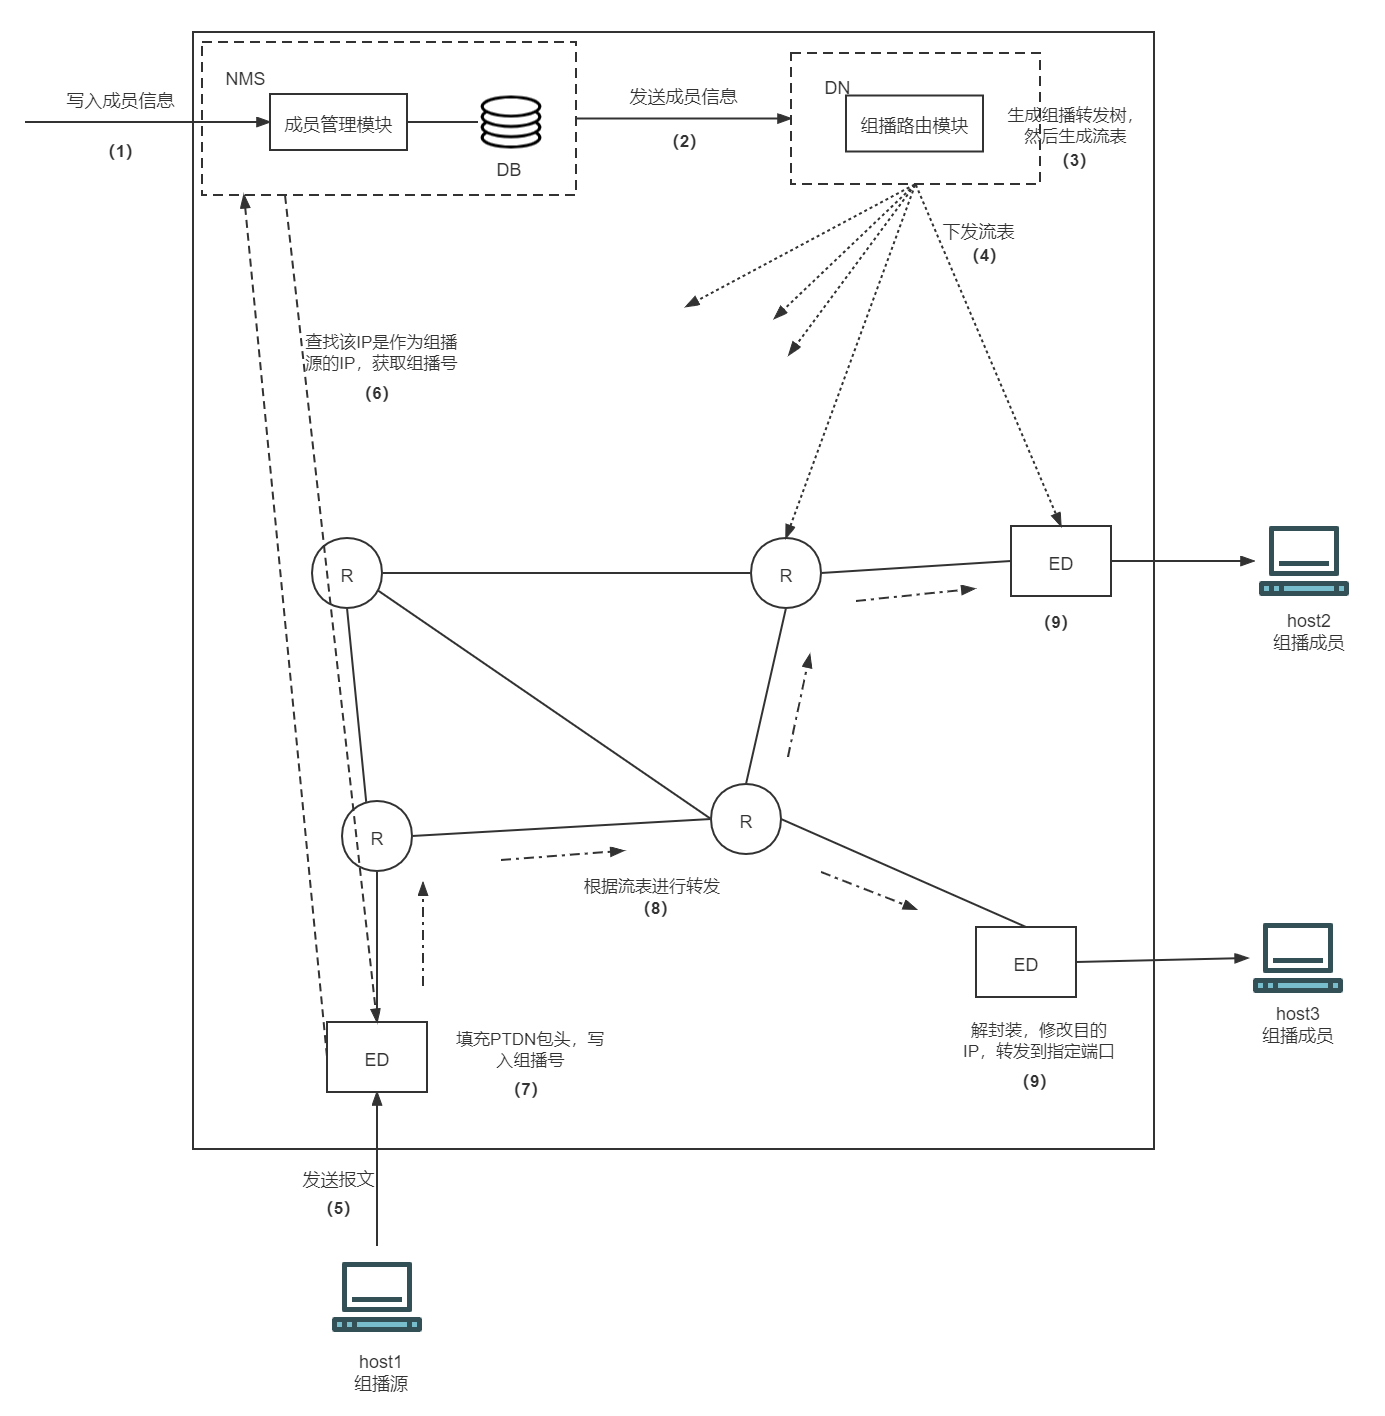 NMS
写入成员信息
(1)
成员管理模块
DB
发送成员信息
(2)
DN
组播路由模块
生成组播转发树，
然后生成流表
(3)
下发流表
(4)
查找该IP是作为组播
源的IP，获取组播号
(6)
R
R
ED
(9)
host2
组播成员
R
R
根据流表进行转发
(8)
ED
填充PTDN包头，写
入组播号
(7)
ED
解封装，修改目的
IP，转发到指定端口
(9)
host3
组播成员
发送报文
(5)
host1
组播源